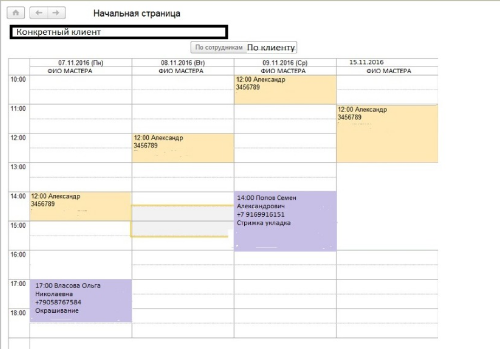 Начальная страница
Конкретный клиент
По сотрудникам По клиенту
07.11.2016 (Пн) 08.11.2016 (Вт) 09.11.2016 (Ср) 15.11.2016
ФИО МАСТЕРА ФИО МАСТЕРА ФИО МАСТЕРА ФИО МАСТЕРА
10:00
12:00 Александр
3456789
11:00
12:00 Александр
3456789
12:00
12:00 Александр
3456789
13:00
14:00
12:00 Александр
3456789
14:00 Попов Семен
Александрович
+7 9169916151
Стрижка укладка
15:00
16:00
17:00
17:00 Власова Ольга
Николаевна
+79058767584
Окрашивание
18:00